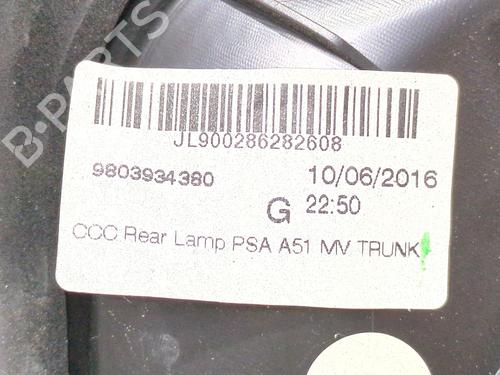 B-PARTS
JL900286282608
9803934380
10/06/2016
G 22:50
CCC Rear Lamp PSA A51 MV TRUNK